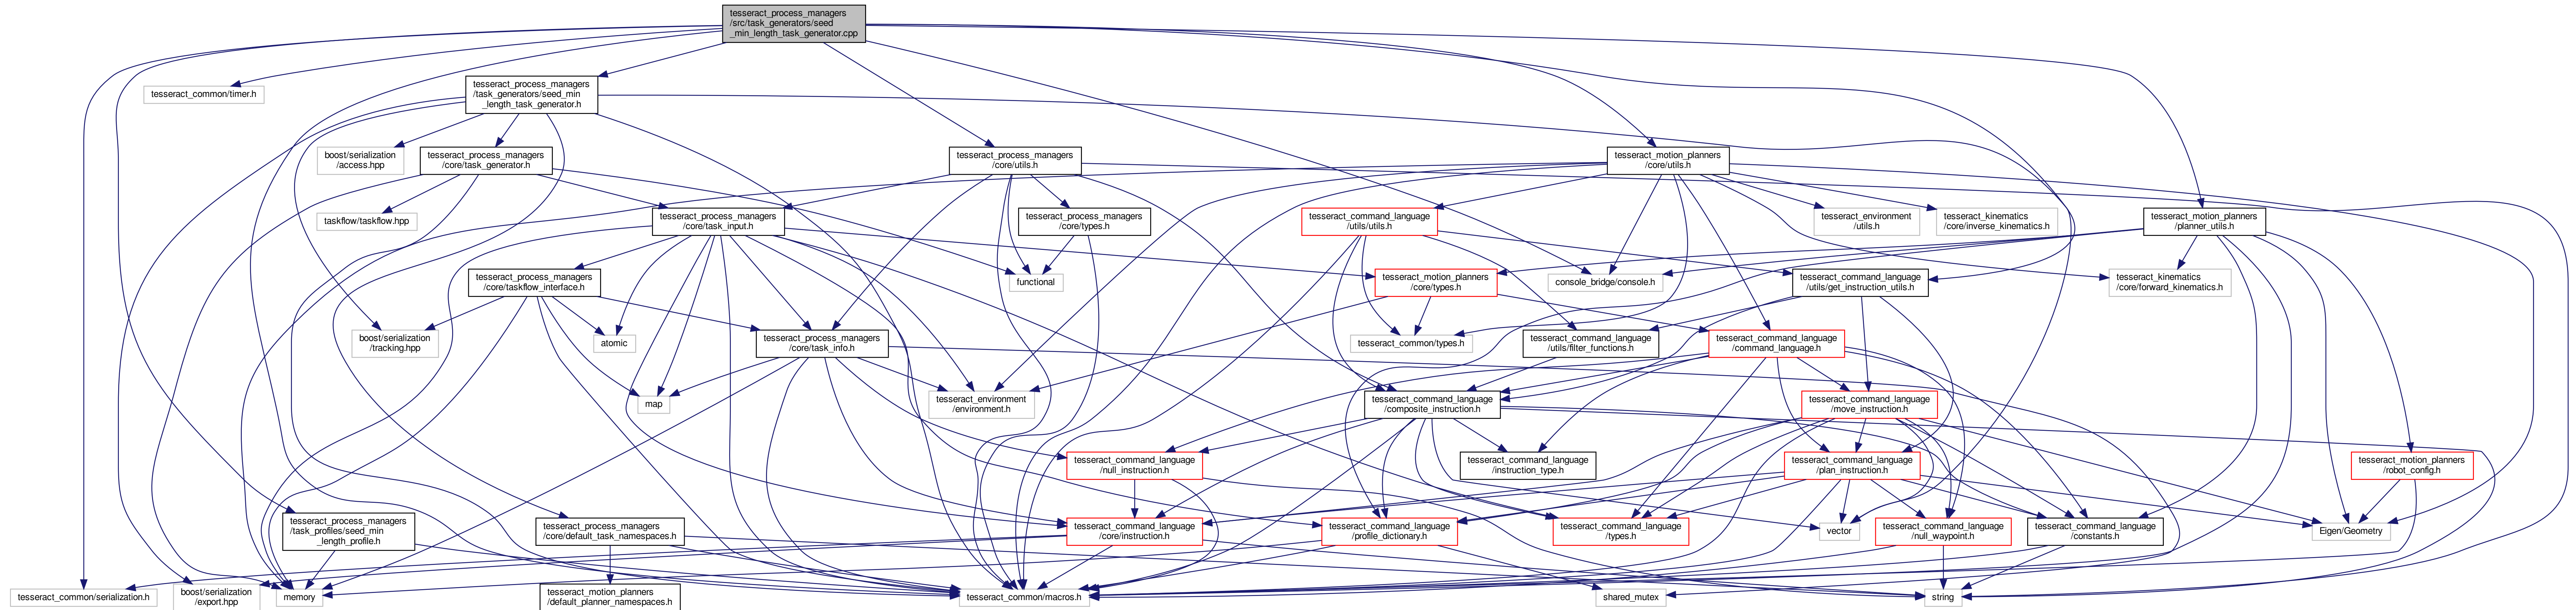 tesseract_process_managers
/src/task_generators/seed
_min_length_task_generator.cpp
tesseract_common/timer.h
tesseract_process_managers
/task_generators/seed_min
_length_task_generator.h
boost/serialization
/access.hpp
tesseract_process_managers
/core/task_generator.h
tesseract_process_managers
/core/utils.h
tesseract_motion_planners
/core/utils.h
taskflow/taskflow.hpp
tesseract_process_managers
/core/task_input.h
tesseract_process_managers
/core/types.h
tesseract_command_language
/utils/utils.h
tesseract_environment
/utils.h
tesseract_kinematics
/core/inverse_kinematics.h
tesseract_motion_planners
/planner_utils.h
tesseract_process_managers
/core/taskflow_interface.h
functional
tesseract_motion_planners
/core/types.h
console_bridge/console.h
tesseract_command_language
/utils/get_instruction_utils.h
tesseract_kinematics
/core/forward_kinematics.h
boost/serialization
/tracking.hpp
atomic
tesseract_process_managers
/core/task_info.h
tesseract_common/types.h
tesseract_command_language
/utils/filter_functions.h
tesseract_command_language
/command_language.h
map
tesseract_environment
/environment.h
tesseract_command_language
/composite_instruction.h
tesseract_command_language
/move_instruction.h
tesseract_command_language
/null_instruction.h
tesseract_command_language
/instruction_type.h
tesseract_command_language
/plan_instruction.h
tesseract_motion_planners
/robot_config.h
tesseract_process_managers
/task_profiles/seed_min
_length_profile.h
tesseract_process_managers
/core/default_task_namespaces.h
tesseract_command_language
/core/instruction.h
tesseract_command_language
/profile_dictionary.h
tesseract_command_language
/types.h
vector
tesseract_command_language
/null_waypoint.h
tesseract_command_language
/constants.h
Eigen/Geometry
tesseract_common/serialization.h
boost/serialization
/export.hpp
memory
tesseract_motion_planners
/default_planner_namespaces.h
tesseract_common/macros.h
shared_mutex
string